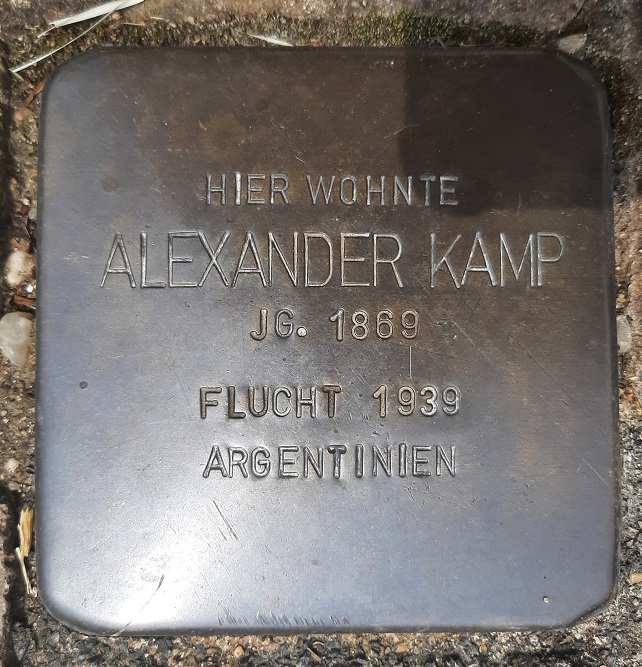 HIER WOHNTE
ALEXANDER KAMP
JG. 1869
FLUCHT 1939
ARGENTINIEN